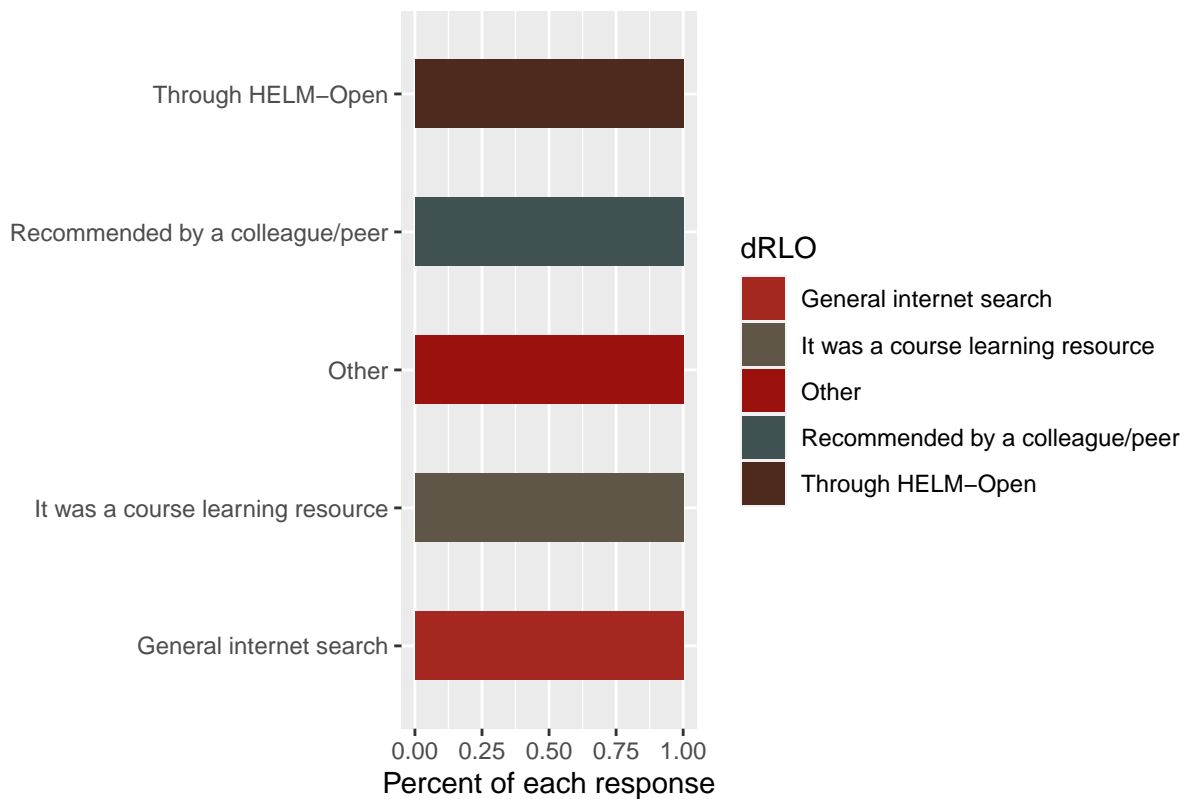 Through HELM−Open
Recommended by a colleague/peer
Other
It was a course learning resource
General internet search
0.00 0.25 0.50 0.75 1.00
Percent of each response
dRLO
General internet search
It was a course learning resource
Other
Recommended by a colleague/peer
Through HELM−Open